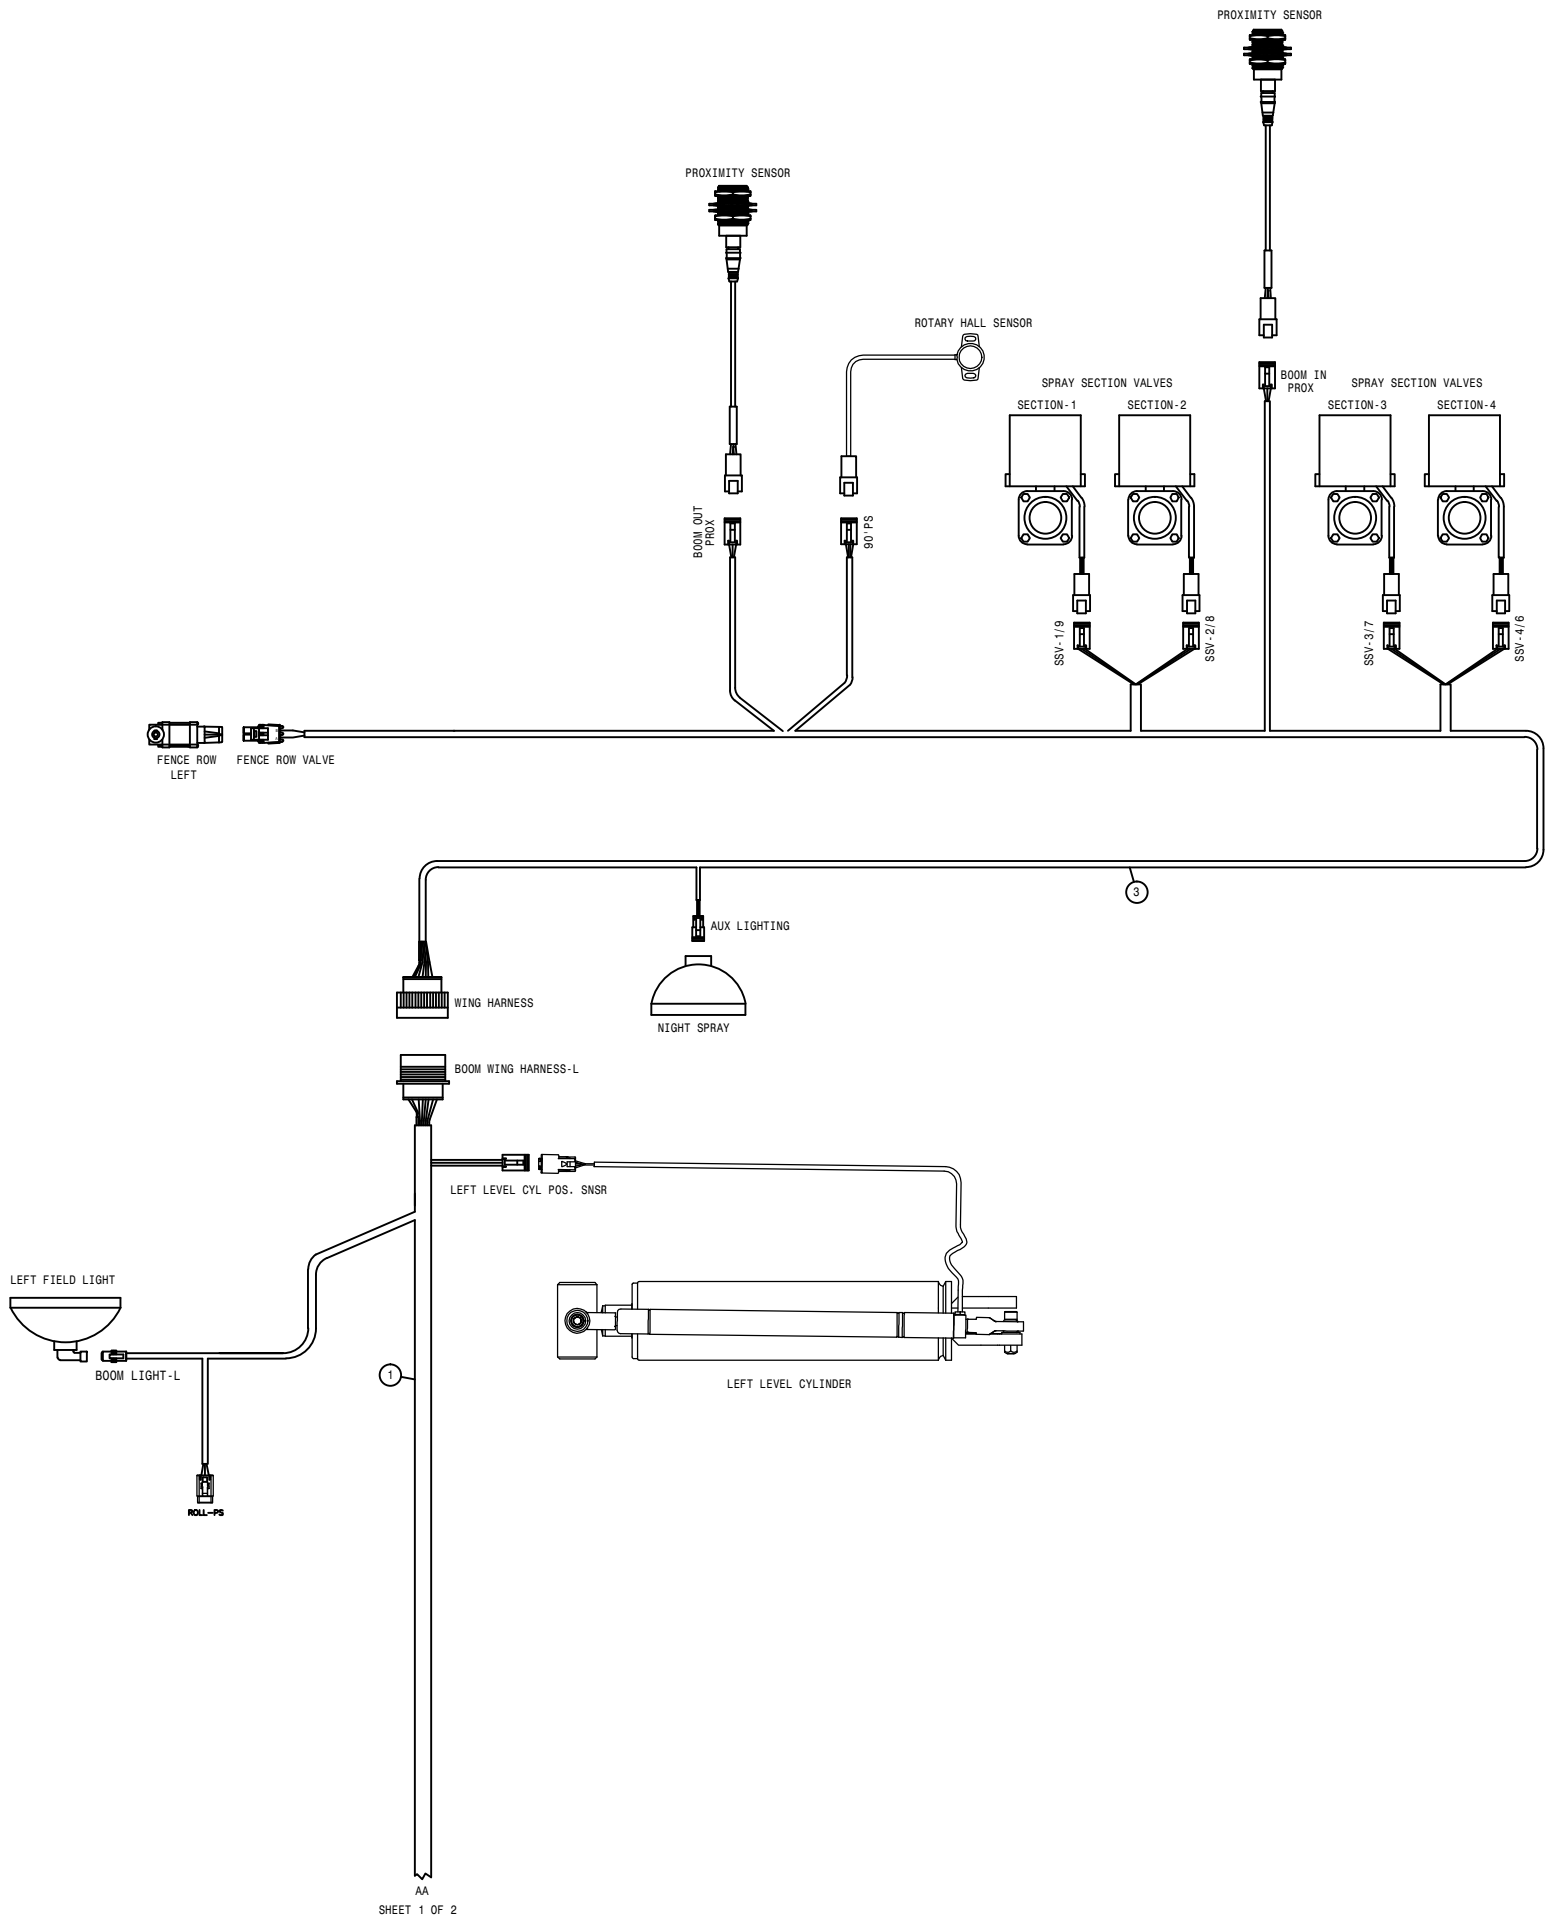 PROXIMITY SENSOR
PROXIMITY SENSOR
ROTARY HALL SENSOR
BOOM IN
PROX
SPRAY SECTION VALVES
SECTION-1
SECTION-2
SPRAY SECTION VALVES
SECTION-3
SECTION-4
BOOM OUT
PROX
90'PS
SSV-1/9
SSV-2/8
SSV-3/7
SSV-4/6
FENCE ROW
LEFT
FENCE ROW VALVE
3
AUX LIGHTING
WING HARNESS
NIGHT SPRAY
BOOM WING HARNESS-L
LEFT LEVEL CYL POS. SNSR
LEFT FIELD LIGHT
BOOM LIGHT-L
1
LEFT LEVEL CYLINDER
ROLL-PS
AA
SHEET 1 OF 2